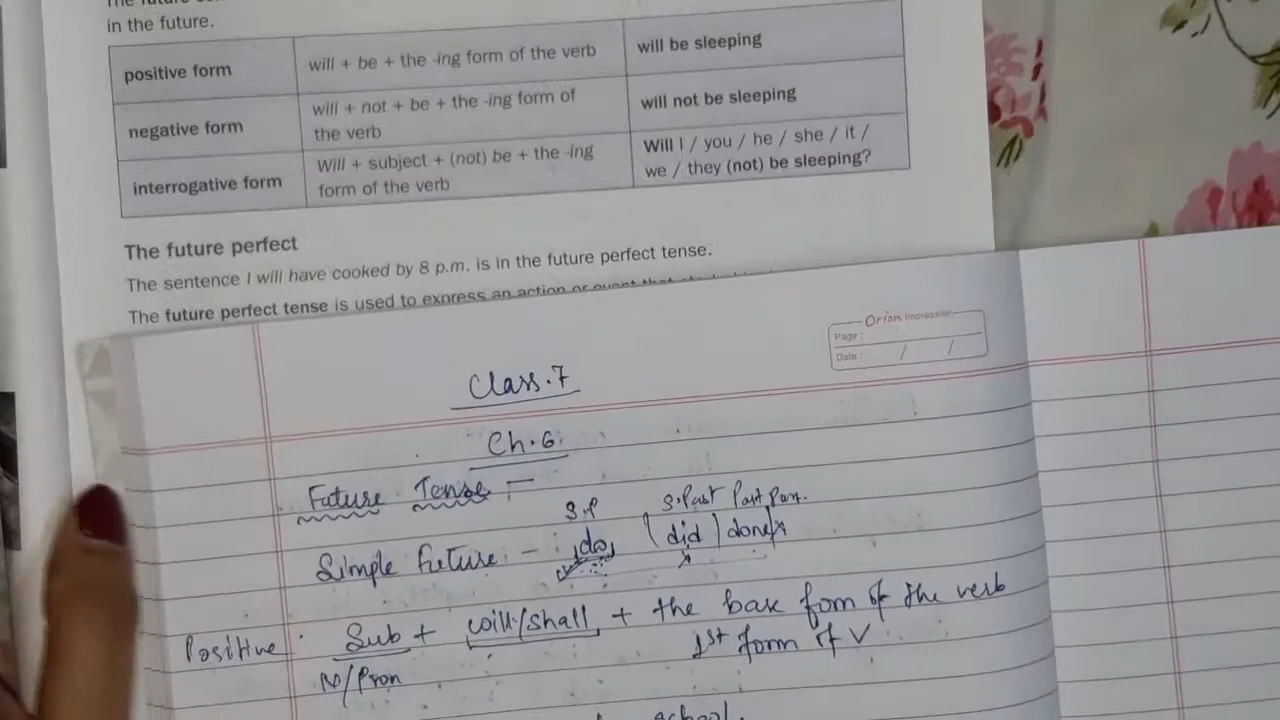 in the future.
positive form will + be + the -ing form of the verb will be sleeping
negative form will + not + be + the -ing form of the verb will not be sleeping
interrogative form Will + subject + (not) be + the -ing form of the verb Will I / you / he / she / it / we / they (not) be sleeping?
The future perfect
The sentence I will have cooked by 8 p.m. is in the future perfect tense.
The future perfect tense is used to express an action or event that
Orion Impression
Page :
Date : / /
Class.7
Ch.6
Future Tense –
S.P S.Past Past Par.
Simple Future – do, ( did ) done
Positive: Sub + will/shall + the base form of the verb
N/Pron 1st form of V
school.